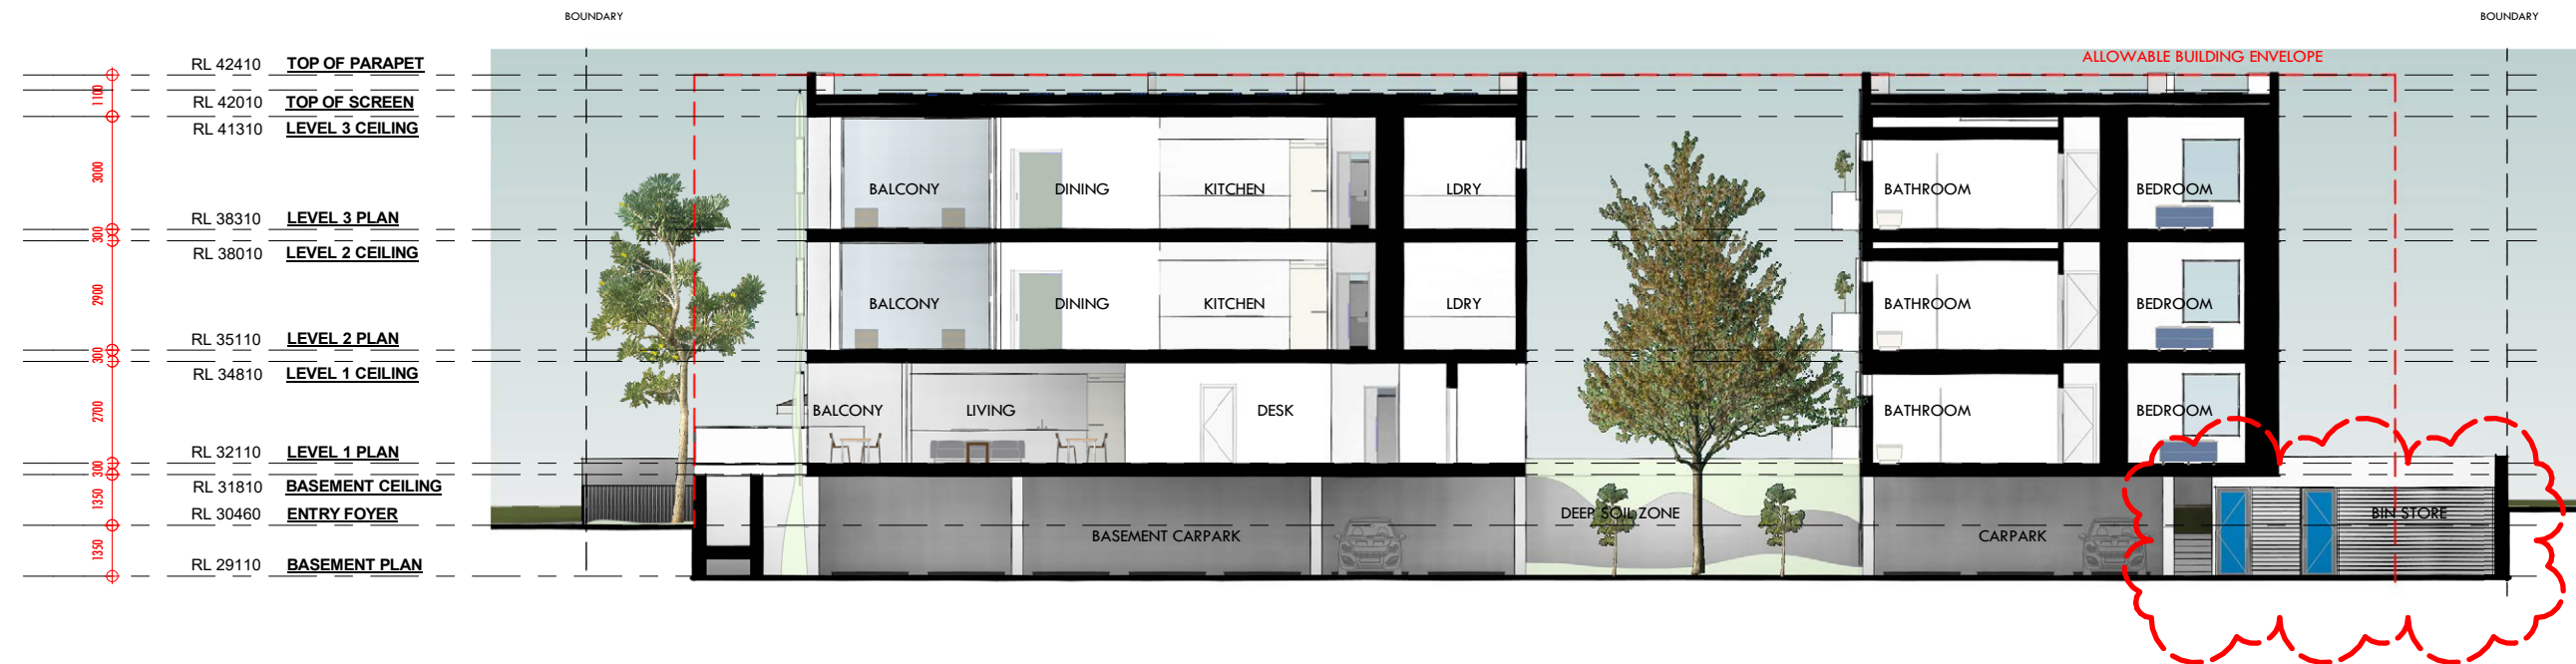 BOUNDARY
BOUNDARY
ALLOWABLE BUILDING ENVELOPE
RL 42410 TOP OF PARAPET
1100
RL 42010 TOP OF SCREEN
RL 41310 LEVEL 3 CEILING
3000
BALCONY DINING KITCHEN LDRY BATHROOM BEDROOM
RL 38310 LEVEL 3 PLAN
300
RL 38010 LEVEL 2 CEILING
2900
BALCONY DINING KITCHEN LDRY BATHROOM BEDROOM
RL 35110 LEVEL 2 PLAN
300
RL 34810 LEVEL 1 CEILING
2700
BALCONY LIVING DESK BATHROOM BEDROOM
RL 32110 LEVEL 1 PLAN
300
RL 31810 BASEMENT CEILING
1350
RL 30460 ENTRY FOYER
DEEP SOIL ZONE BIN STORE
BASEMENT CARPARK CARPARK
1350
RL 29110 BASEMENT PLAN